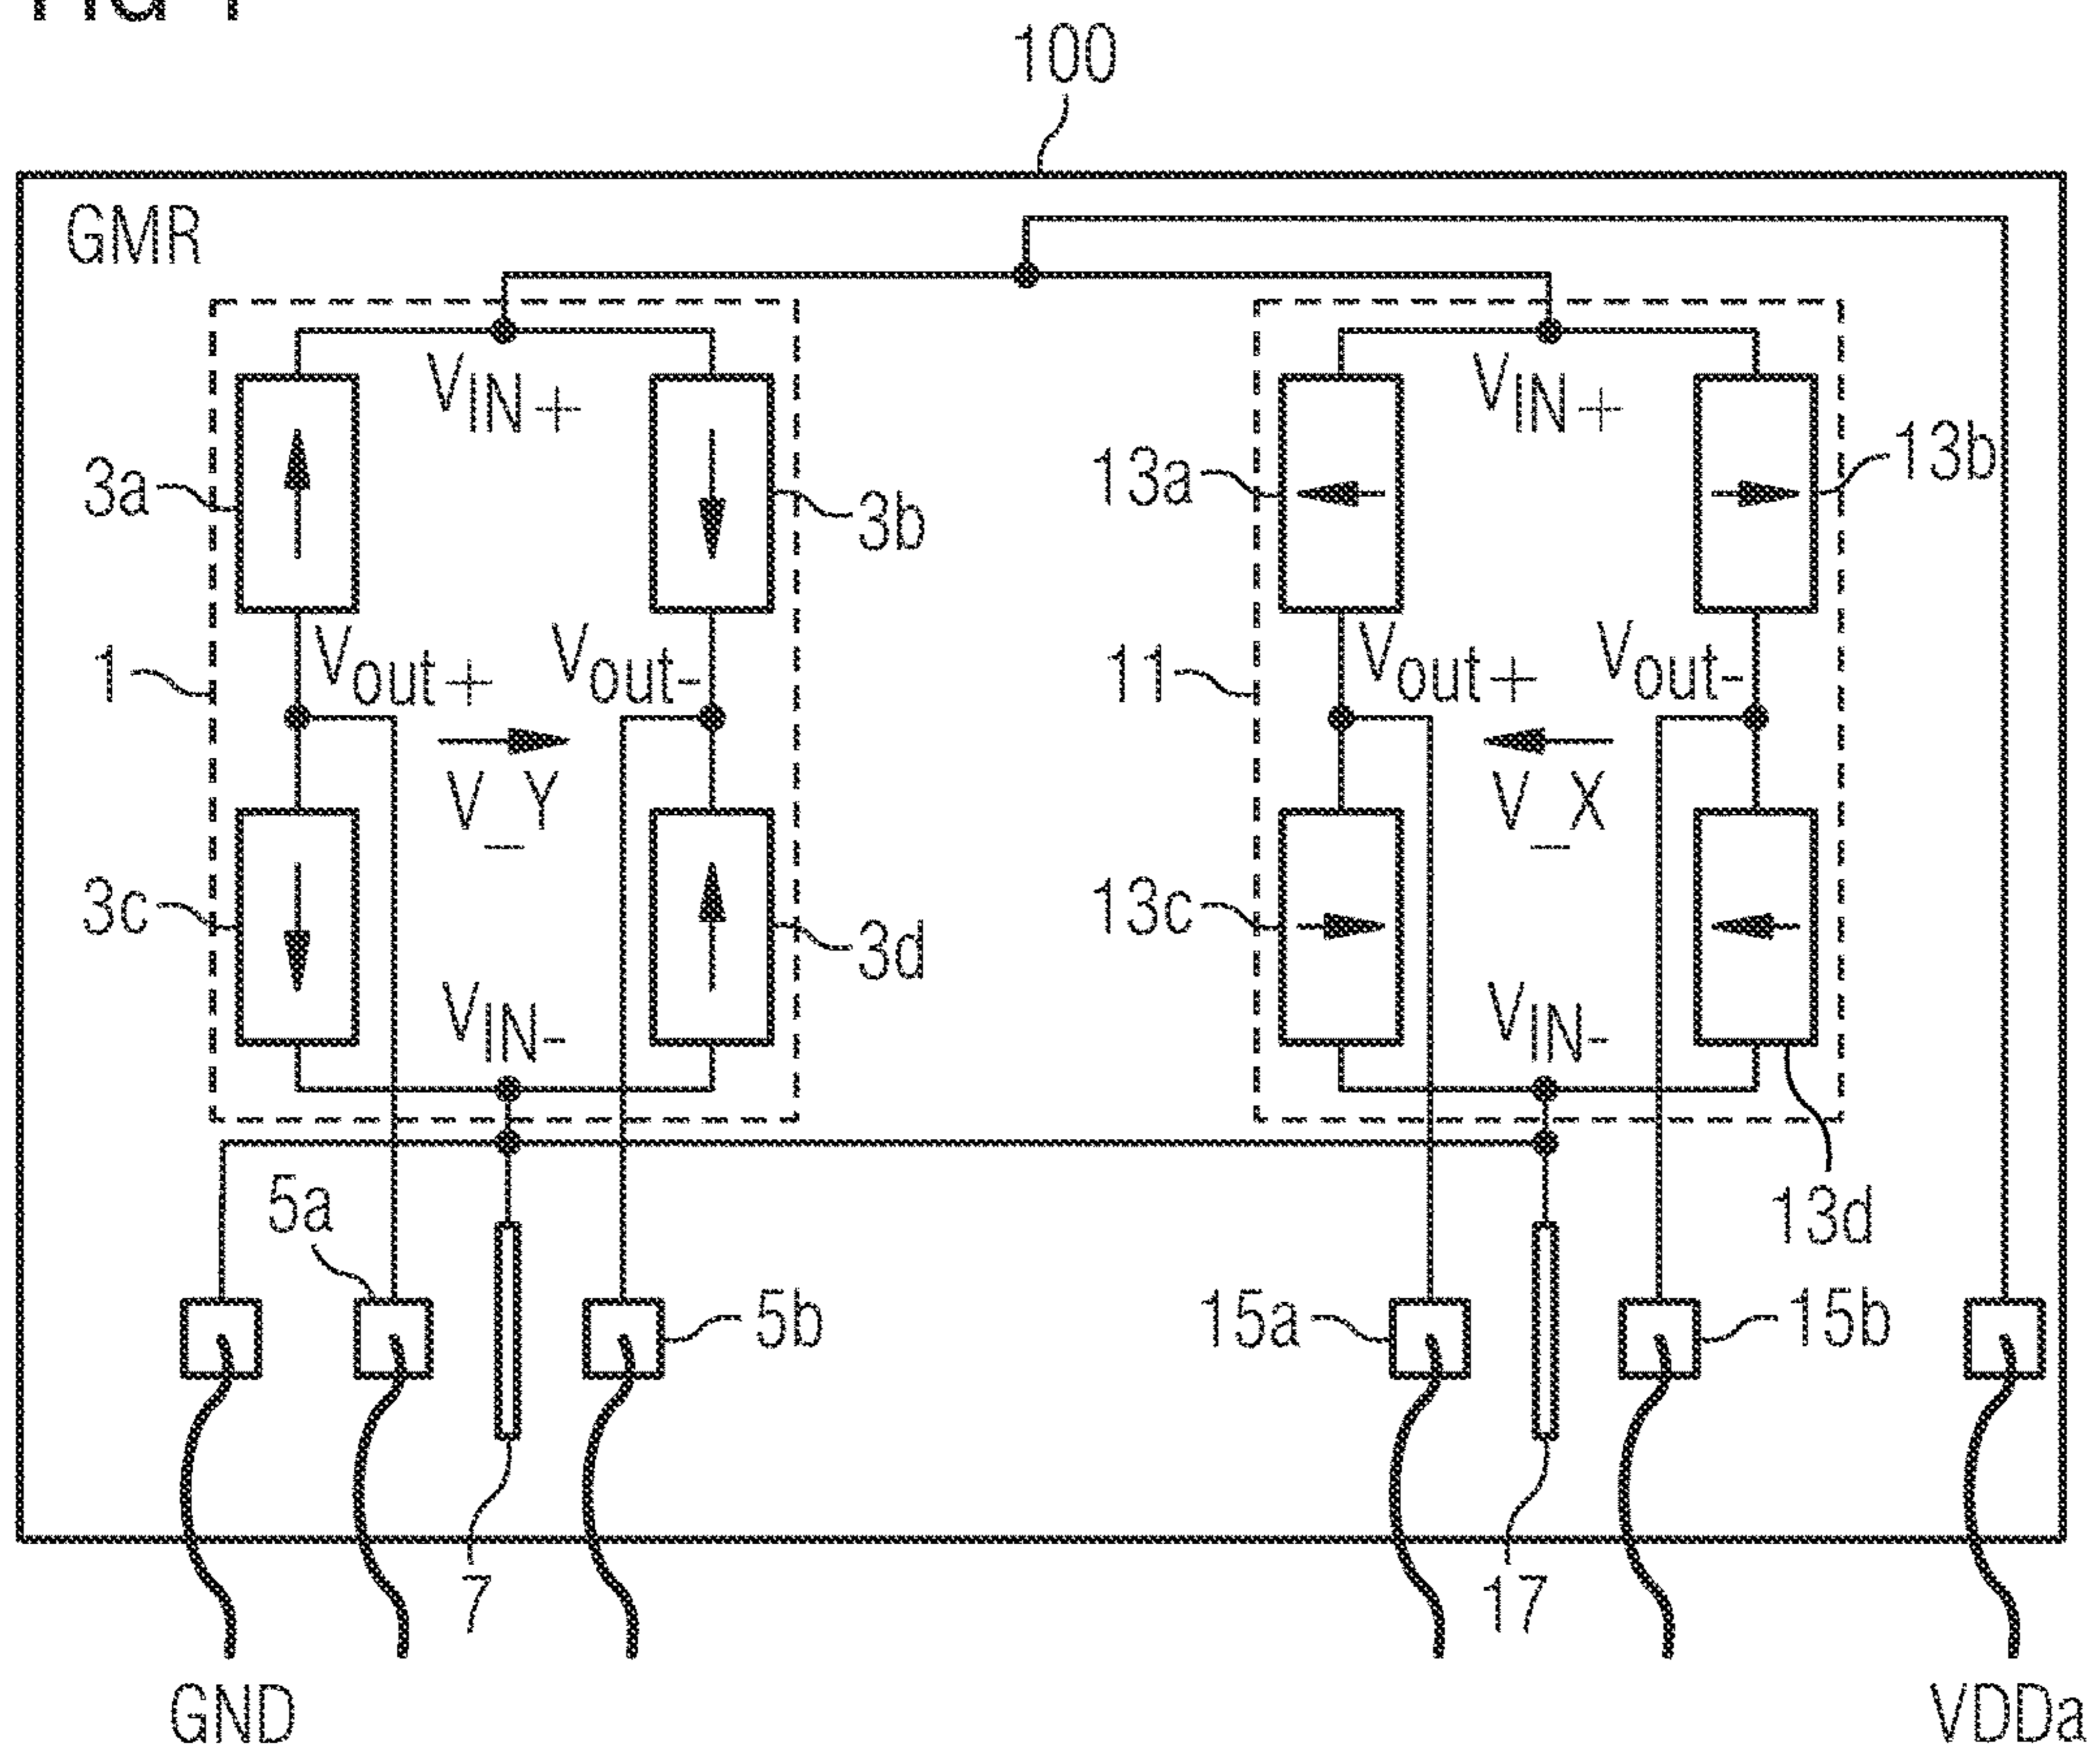 100
GMR
VIN+
VIN+
3a
3b
13a
13b
1
Vout+
Vout-
11
Vout+
Vout-
V_Y
V_X
3c
3d
13c
VIN-
VIN-
13d
5a
5b
15a
15b
7
17
GND
VDDa